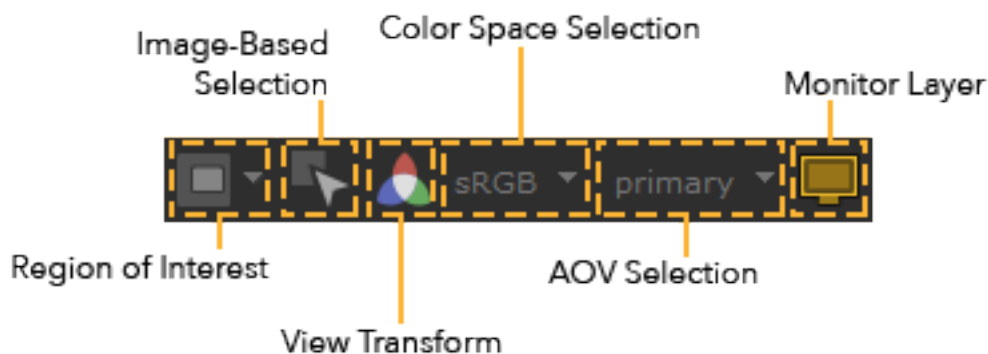 Color Space Selection
Image-Based
Selection
Monitor Layer
sRGB
primary
Region of Interest
AOV Selection
View Transform